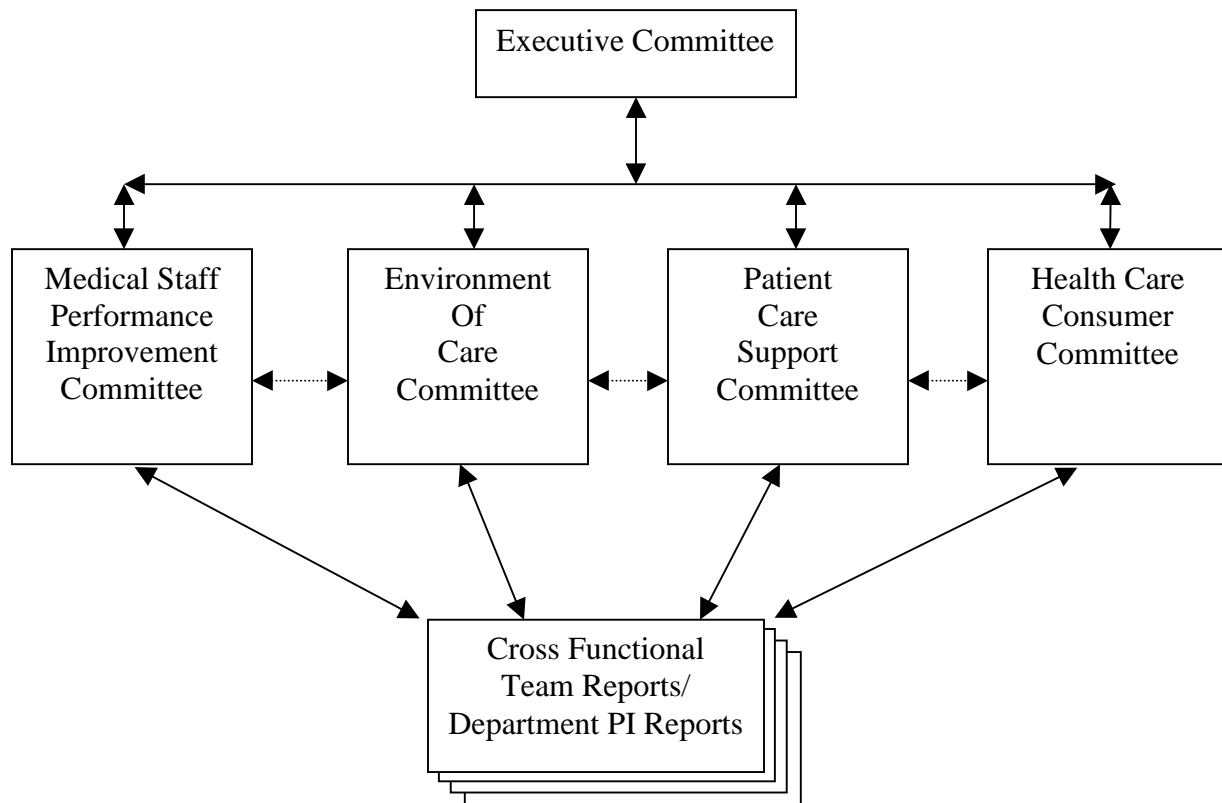 Executive Committee
Medical Staff
Performance
Improvement
Committee
Environment
Of
Care
Committee
Patient
Care
Support
Committee
Health Care
Consumer
Committee
Cross Functional
Team Reports/
Department PI Reports